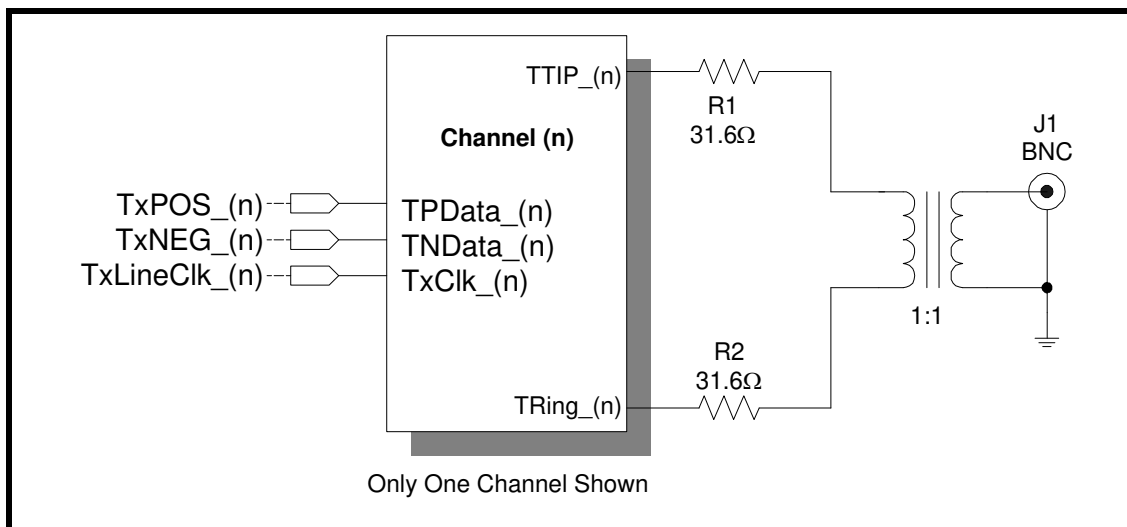 TTIP_(n)
R1
31.6Ω
Channel (n)
J1
BNC
TxPOS_(n)
TPData_(n)
TxNEG_(n)
TNData_(n)
TxLineClk_(n)
TxClk_(n)
1:1
R2
31.6Ω
TRing_(n)
Only One Channel Shown